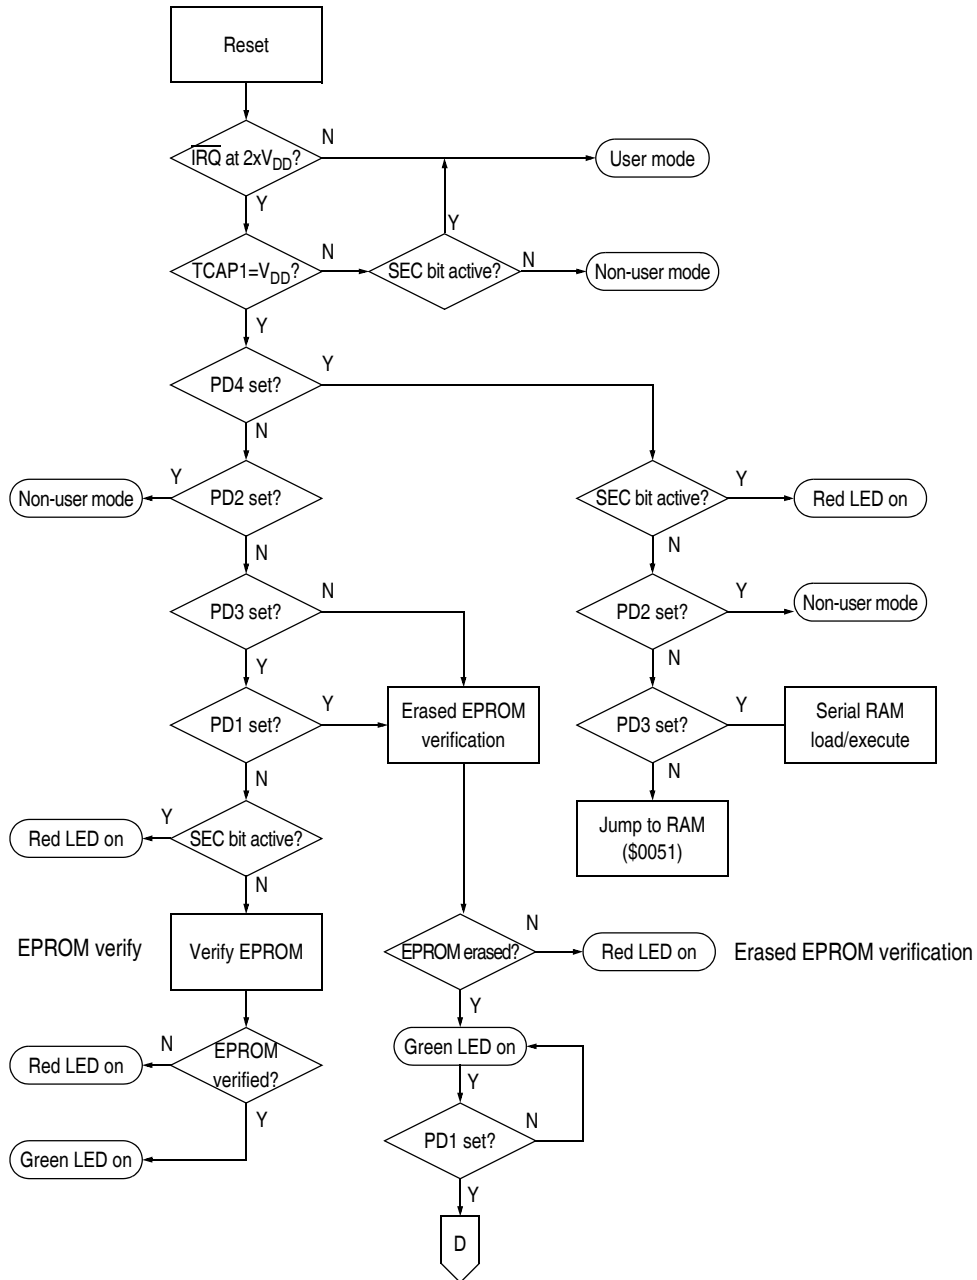 Reset
IRQ at 2xVDD?
N
User mode
Y
Y
TCAP1=VDD?
N
SEC bit active?
N
Non-user mode
Y
PD4 set?
Y
N
Non-user mode
Y
PD2 set?
SEC bit active?
Y
Red LED on
N
N
PD3 set?
N
PD2 set?
Y
Non-user mode
Y
N
PD1 set?
Y
Erased EPROM
verification
PD3 set?
Y
Serial RAM
load/execute
N
N
Red LED on
Y
SEC bit active?
Jump to RAM
($0051)
N
EPROM verify
Verify EPROM
EPROM erased?
N
Red LED on
Erased EPROM verification
Y
Green LED on
Red LED on
N
EPROM
verified?
Y
Y
PD1 set?
N
Green LED on
Y
D